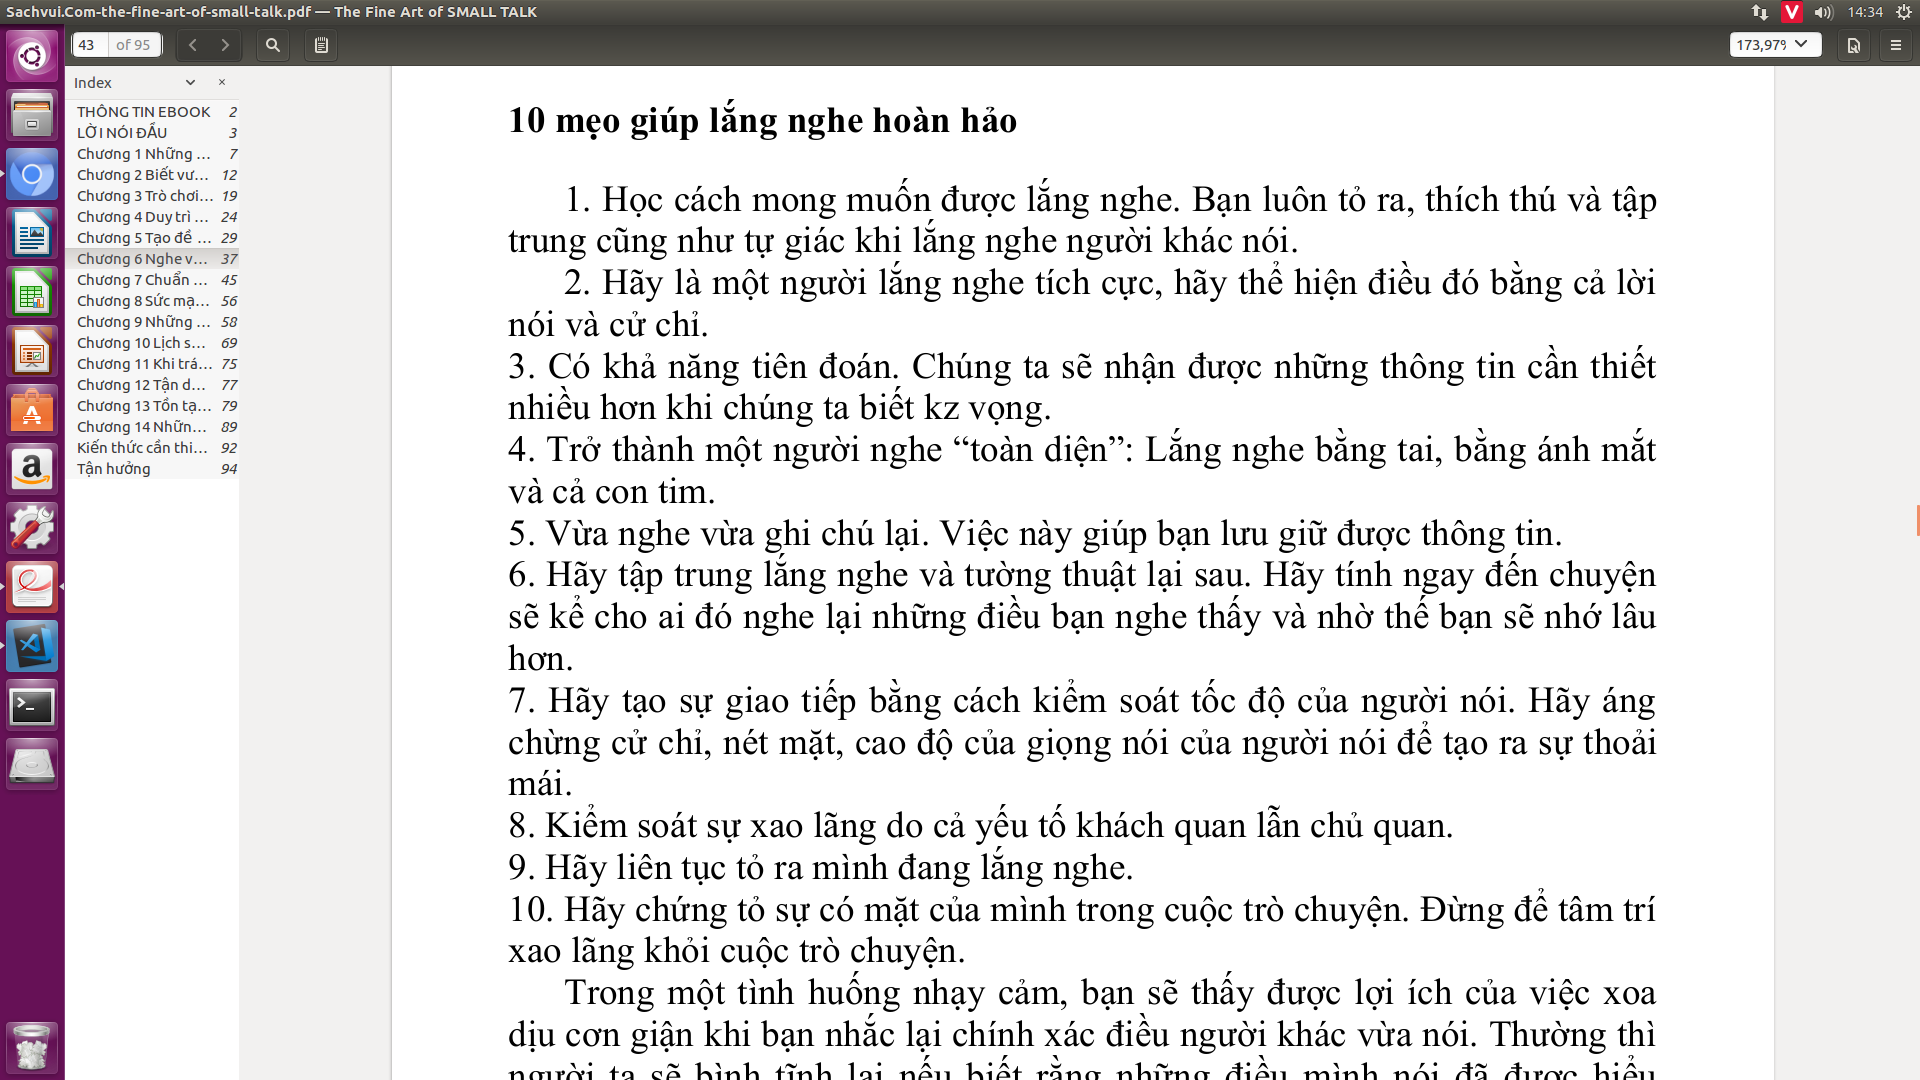 Sachvui.Com-the-fine-art-of-small-talk.pdf — The Fine Art of SMALL TALK
V
14:34
43
of 95
173,97%
Index
THÔNG TIN EBOOK 2
LỜI NÓI ĐẦU 3
Chương 1 Những … 7
Chương 2 Biết vư… 12
Chương 3 Trò chơi… 19
Chương 4 Duy trì … 24
Chương 5 Tạo đề … 29
Chương 6 Nghe v… 37
Chương 7 Chuẩn … 45
Chương 8 Sức mạ… 56
Chương 9 Những … 58
Chương 10 Lịch s… 69
Chương 11 Khi trá… 75
Chương 12 Tận d… 77
Chương 13 Tồn tạ… 79
Chương 14 Nhữn… 89
Kiến thức cần thi… 92
Tận hưởng 94
10 mẹo giúp lắng nghe hoàn hảo
1. Học cách mong muốn được lắng nghe. Bạn luôn tỏ ra, thích thú và tập
trung cũng như tự giác khi lắng nghe người khác nói.
2. Hãy là một người lắng nghe tích cực, hãy thể hiện điều đó bằng cả lời
nói và cử chỉ.
3. Có khả năng tiên đoán. Chúng ta sẽ nhận được những thông tin cần thiết
nhiều hơn khi chúng ta biết kz vọng.
4. Trở thành một người nghe “toàn diện”: Lắng nghe bằng tai, bằng ánh mắt
và cả con tim.
5. Vừa nghe vừa ghi chú lại. Việc này giúp bạn lưu giữ được thông tin.
6. Hãy tập trung lắng nghe và tường thuật lại sau. Hãy tính ngay đến chuyện
sẽ kể cho ai đó nghe lại những điều bạn nghe thấy và nhờ thế bạn sẽ nhớ lâu
hơn.
7. Hãy tạo sự giao tiếp bằng cách kiểm soát tốc độ của người nói. Hãy áng
chừng cử chỉ, nét mặt, cao độ của giọng nói của người nói để tạo ra sự thoải
mái.
8. Kiểm soát sự xao lãng do cả yếu tố khách quan lẫn chủ quan.
9. Hãy liên tục tỏ ra mình đang lắng nghe.
10. Hãy chứng tỏ sự có mặt của mình trong cuộc trò chuyện. Đừng để tâm trí
xao lãng khỏi cuộc trò chuyện.
Trong một tình huống nhạy cảm, bạn sẽ thấy được lợi ích của việc xoa
dịu cơn giận khi bạn nhắc lại chính xác điều người khác vừa nói. Thường thì
người ta sẽ bình tĩnh lại nếu biết rằng những điều mình nói đã được hiểu